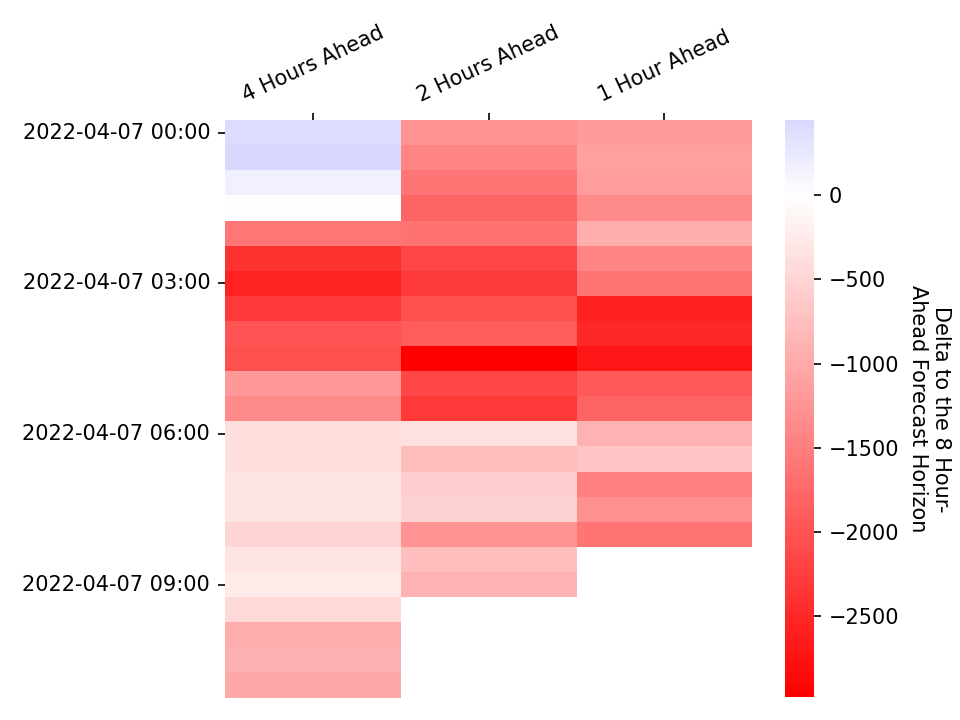 4 Hours Ahead
2 Hours Ahead
1 Hour Ahead
2022-04-07 00:00
2022-04-07 03:00
2022-04-07 06:00
2022-04-07 09:00
0
−500
−1000
−1500
−2000
−2500
Delta to the 8 Hour-
Ahead Forecast Horizon